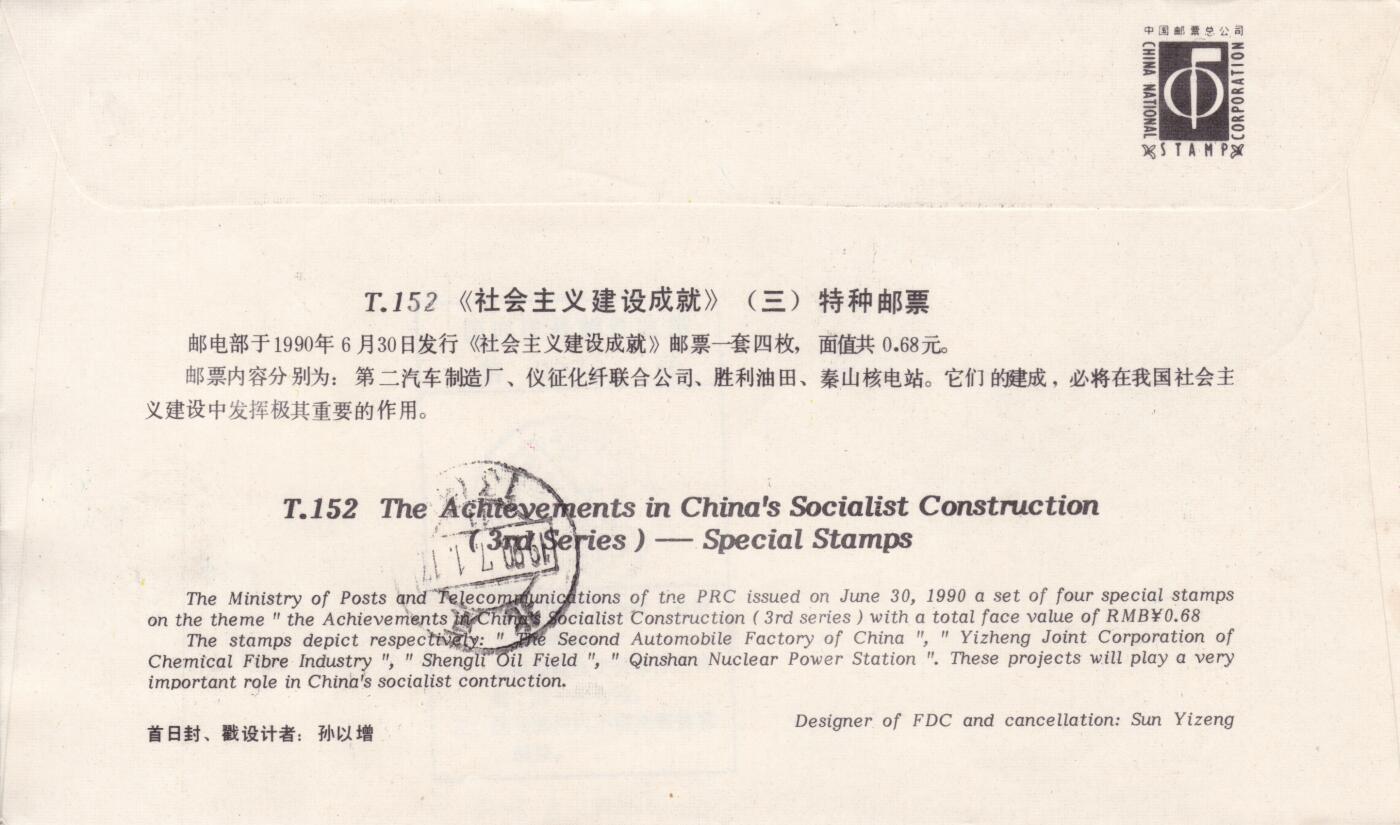 中国邮票总公司
CHINA NATIONAL
STAMP
CORPORATION
T.152《社会主义建设成就》（三）特种邮票
邮电部于1990年6月30日发行《社会主义建设成就》邮票一套四枚，面值共0.68元。
邮票内容分别为：第二汽车制造厂、仪征化纤联合公司、胜利油田、秦山核电站。它们的建成，必将在我国社会主
义建设中发挥极其重要的作用。
T.152 The Achievements in China's Socialist Construction
( 3rd Series ) — Special Stamps
The Ministry of Posts and Telecommunications of the PRC issued on June 30, 1990 a set of four special stamps
on the theme " the Achievements in China's Socialist Construction ( 3rd series ) with a total face value of RMB¥0.68
The stamps depict respectively: " The Second Automobile Factory of China ", " Yizheng Joint Corporation of
Chemical Fibre Industry ", " Shengli Oil Field ", " Qinshan Nuclear Power Station ". These projects will play a very
important role in China's socialist contruction.
首日封、戳设计者：孙以增
Designer of FDC and cancellation: Sun Yizeng